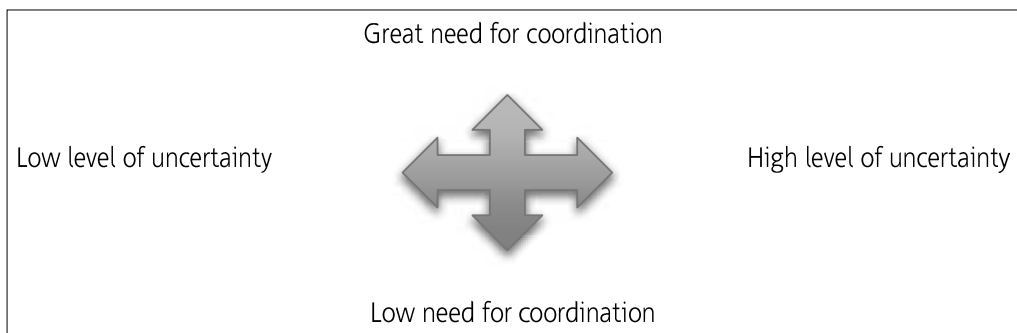 Great need for coordination
Low level of uncertainty
High level of uncertainty
Low need for coordination